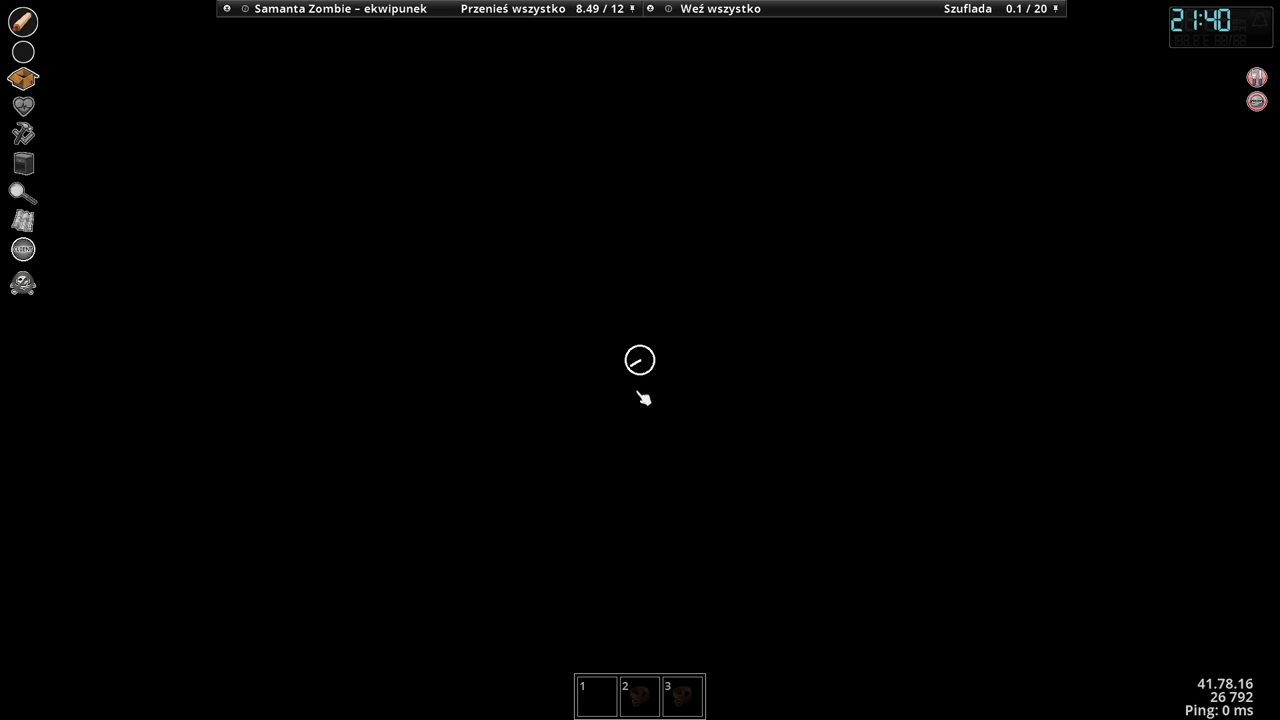 Samanta Zombie – ekwipunek Przenieś wszystko 8.49 / 12 Weź wszystko Szuflada 0.1 / 20
21:40
1 2 3
41.78.16
26 792
Ping: 0 ms